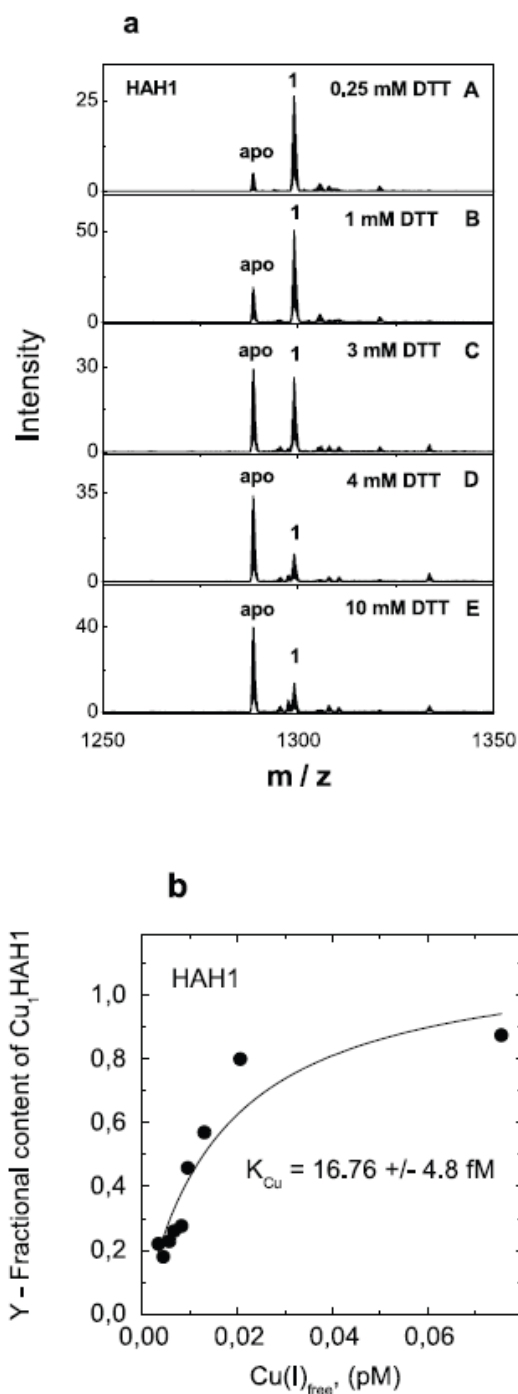 a
HAH1
1
0,25 mM DTT A
apo
25
0
1
1 mM DTT B
apo
50
0
apo
1
3 mM DTT C
30
0
apo
1
4 mM DTT D
35
0
apo
1
10 mM DTT E
40
0
1250 1300 1350
Intensity
m / z
b
HAH1
1,0
0,8
0,6
0,4
0,2
0,0
K_Cu = 16.76 +/- 4.8 fM
0,00 0,02 0,04 0,06
Y - Fractional content of Cu₁HAH1
Cu(I)_free, (pM)